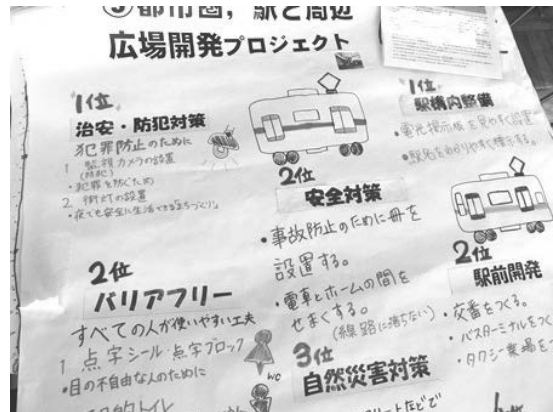 ③都市圏，駅と周辺
広場開発プロジェクト
1位
治安・防犯対策
犯罪防止のために
1 監視カメラの設置
・犯罪を防ぐため
2 街灯の設置
・夜でも安全に生活できるまちづくり
2位
バリアフリー
すべての人が使いやすい工夫
1 点字シール・点字ブロック
・目の不自由な人のために
トイレ
WO
2位
安全対策
・事故防止のために冊を
設置する。
・電車とホームの間を
せまくする。
(線路に落ちない)
3位
自然災害対策
1位
駅構内整備
・電光掲示板を見やすく設置
・駅名をわかりやすく標示する。
2位
駅前開発
・交番をつくる。
・バスターミナルをつく
・タクシー乗場を